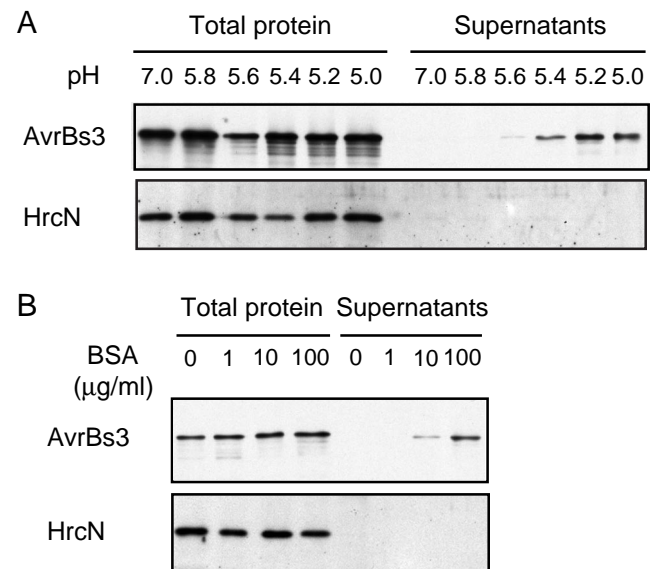 A
Total protein Supernatants
pH 7.0 5.8 5.6 5.4 5.2 5.0 7.0 5.8 5.6 5.4 5.2 5.0
AvrBs3
HrcN
B
Total protein Supernatants
BSA 0 1 10 100 0 1 10 100
(μg/ml)
AvrBs3
HrcN